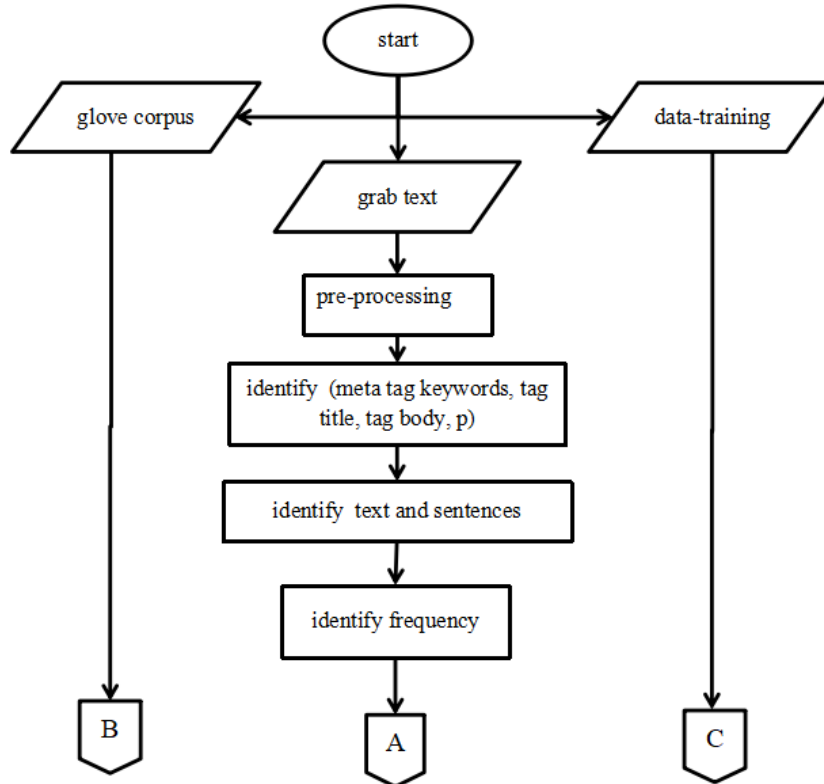 start
glove corpus
data-training
grab text
pre-processing
identify (meta tag keywords, tag
title, tag body, p)
identify text and sentences
identify frequency
B
A
C